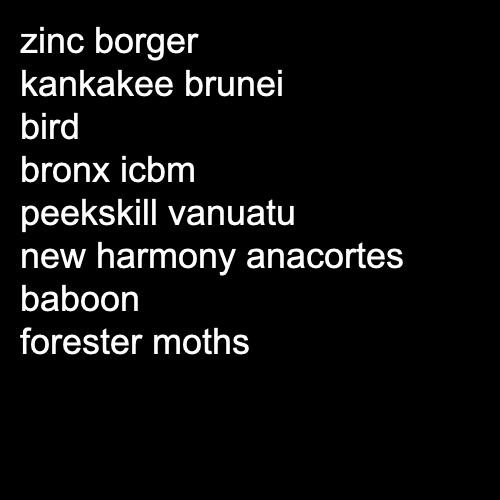 zinc borger
kankakee brunei
bird
bronx icbm
peekskill vanuatu
new harmony anacortes
baboon
forester moths